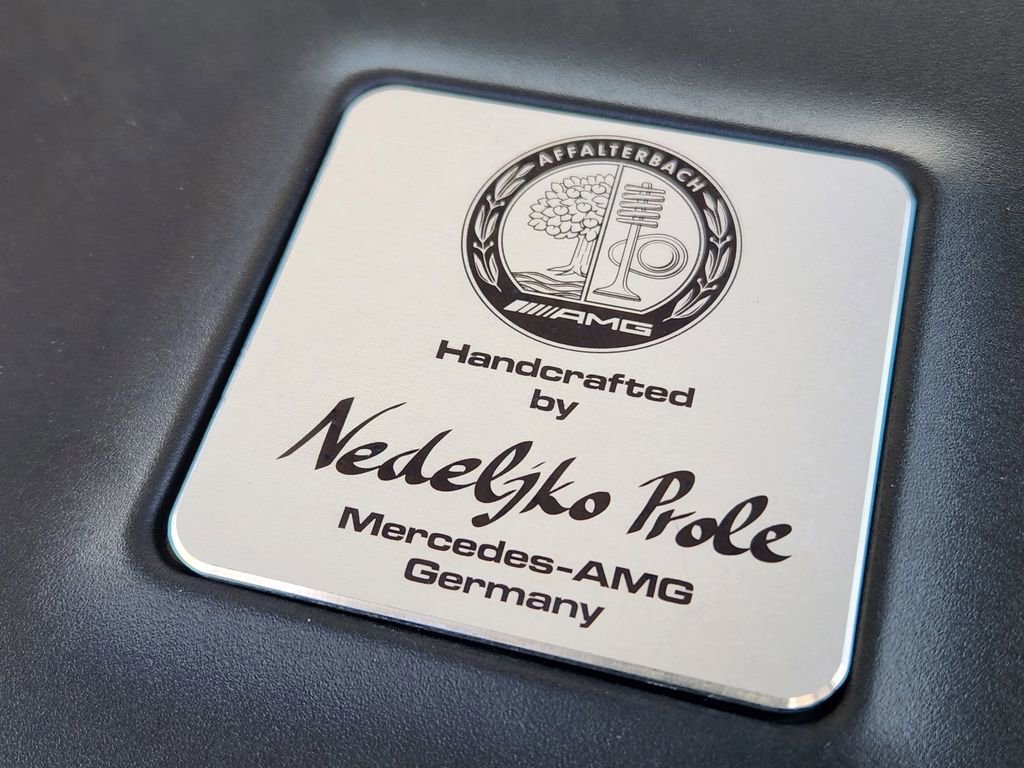 AFFALTERBACH
AMG
Handcrafted
by
Nedeljko Prole
Mercedes-AMG
Germany